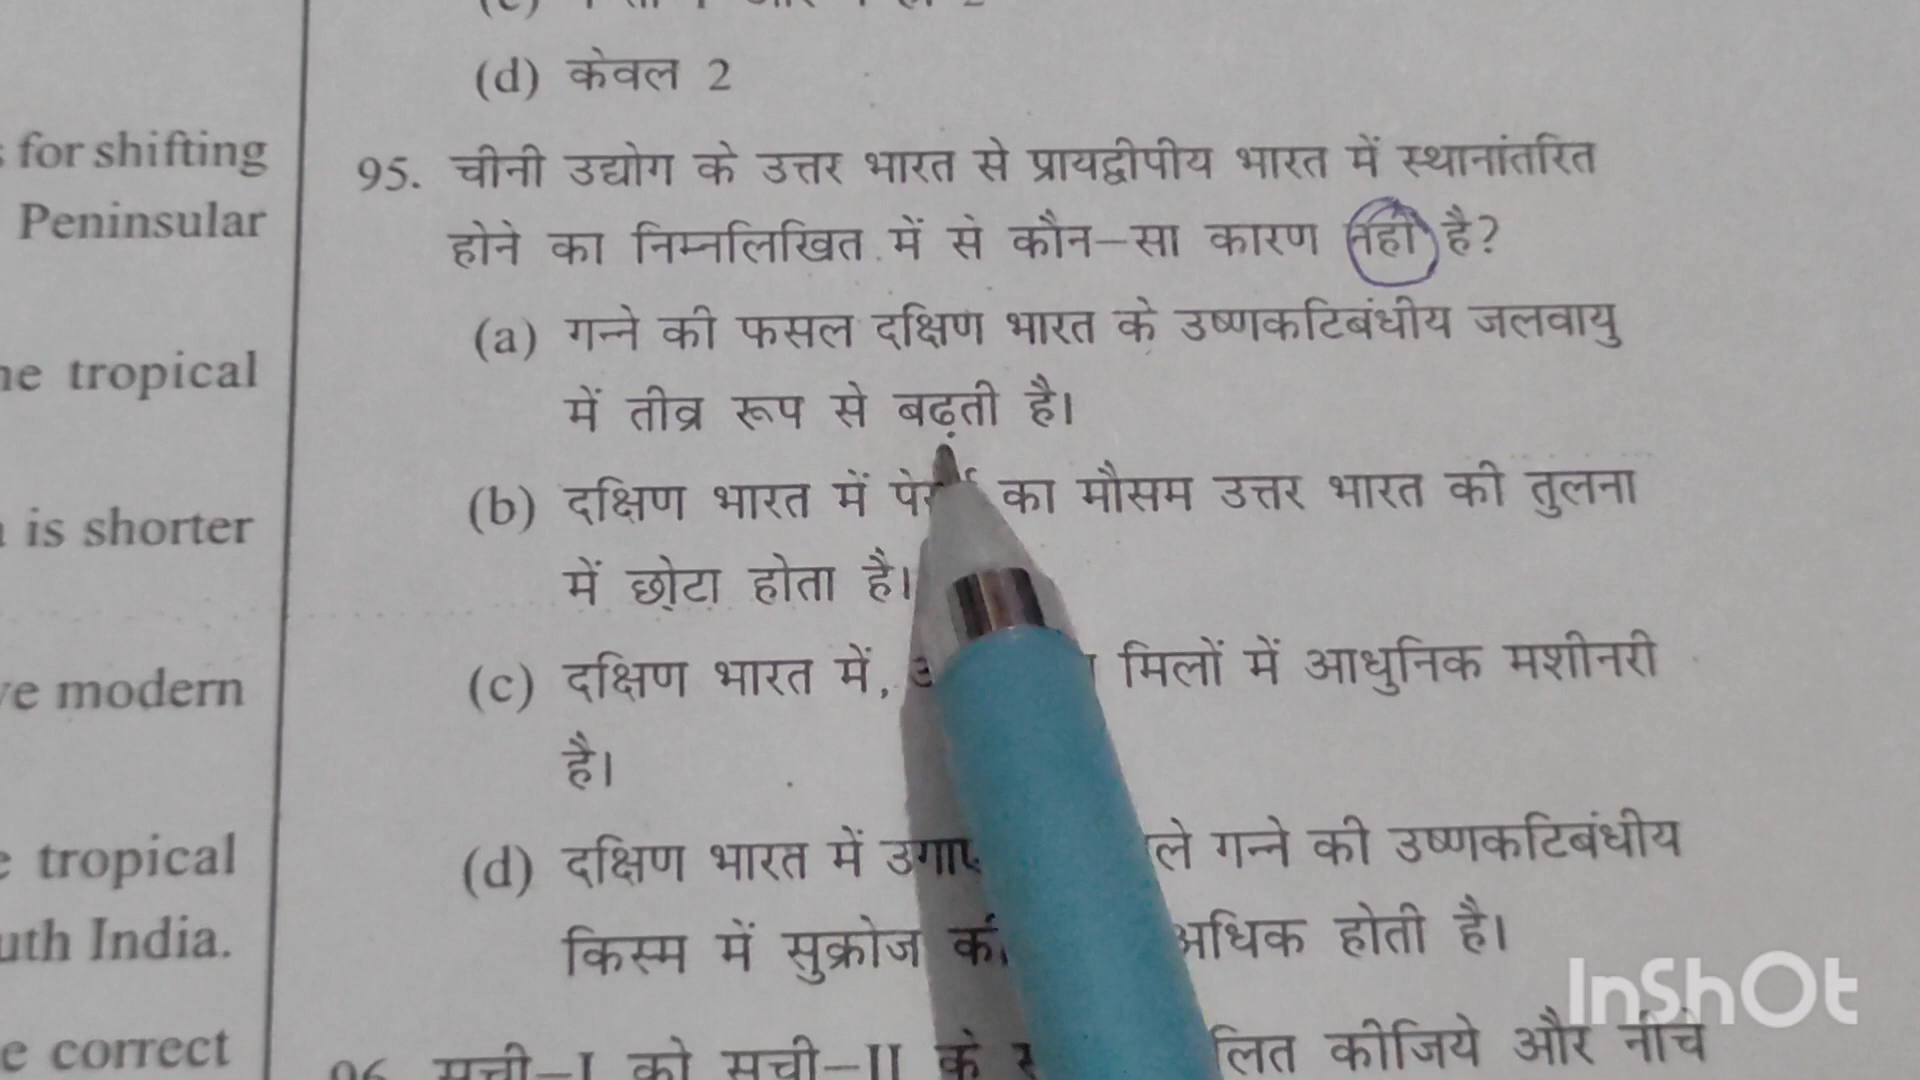 (d) केवल 2
for shifting
Peninsular
tropical
is shorter
modern
tropical
India.
correct
95. चीनी उद्योग के उत्तर भारत से प्रायद्वीपीय भारत में स्थानांतरित
होने का निम्नलिखित में से कौन–सा कारण नहीं है?
(a) गन्ने की फसल दक्षिण भारत के उष्णकटिबंधीय जलवायु
में तीव्र रूप से बढ़ती है।
(b) दक्षिण भारत में का मौसम उत्तर भारत की तुलना
में छोटा होता है।
(c) दक्षिण भारत में, मिलों में आधुनिक मशीनरी
है।
(d) दक्षिण भारत में गन्ने की उष्णकटिबंधीय
किस्म में सुक्रोज अधिक होती है।
सूची–I को सूची–II के कीजिये और नीचे
InShOt